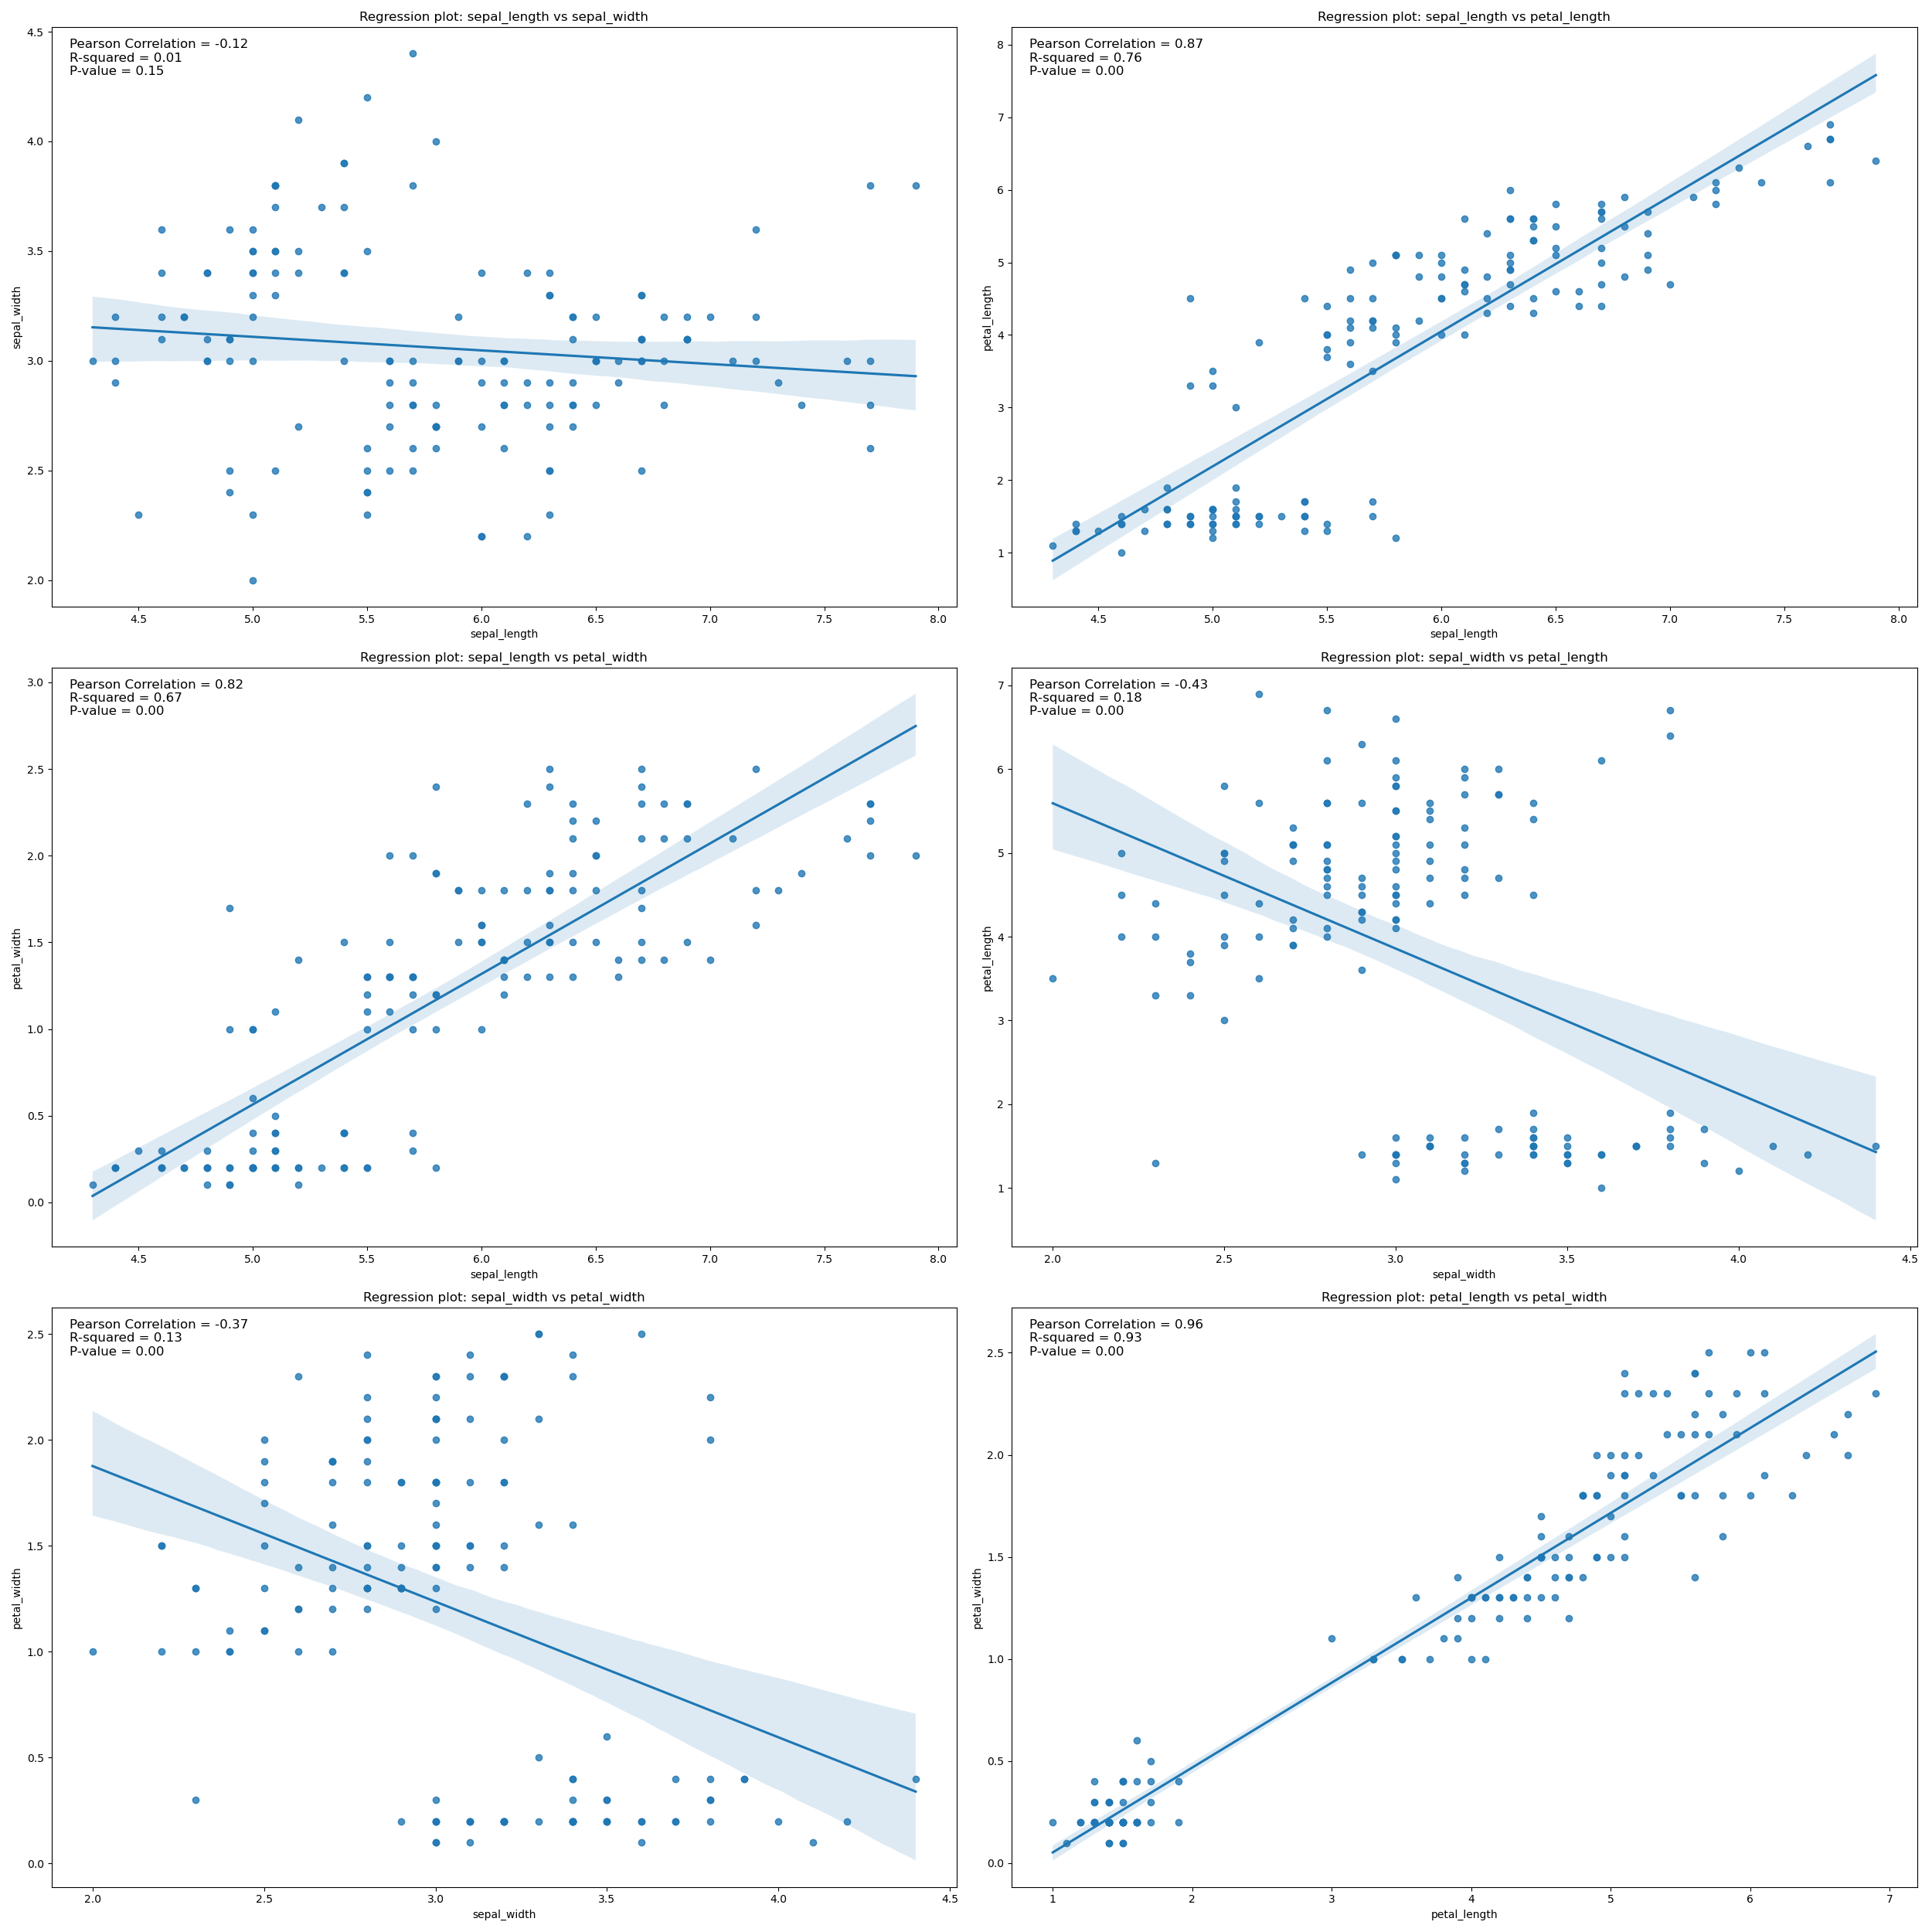 Regression plot: sepal_length vs sepal_width
Pearson Correlation = -0.12
R-squared = 0.01
P-value = 0.15
4.5
4.0
3.5
3.0
2.5
2.0
sepal_width
4.5 5.0 5.5 6.0 6.5 7.0 7.5 8.0
sepal_length
Regression plot: sepal_length vs petal_length
Pearson Correlation = 0.87
R-squared = 0.76
P-value = 0.00
8
7
6
5
4
3
2
1
petal_length
4.5 5.0 5.5 6.0 6.5 7.0 7.5 8.0
sepal_length
Regression plot: sepal_length vs petal_width
Pearson Correlation = 0.82
R-squared = 0.67
P-value = 0.00
3.0
2.5
2.0
1.5
1.0
0.5
0.0
petal_width
4.5 5.0 5.5 6.0 6.5 7.0 7.5 8.0
sepal_length
Regression plot: sepal_width vs petal_length
Pearson Correlation = -0.43
R-squared = 0.18
P-value = 0.00
7
6
5
4
3
2
1
petal_length
2.0 2.5 3.0 3.5 4.0 4.5
sepal_width
Regression plot: sepal_width vs petal_width
Pearson Correlation = -0.37
R-squared = 0.13
P-value = 0.00
2.5
2.0
1.5
1.0
0.5
0.0
petal_width
2.0 2.5 3.0 3.5 4.0 4.5
sepal_width
Regression plot: petal_length vs petal_width
Pearson Correlation = 0.96
R-squared = 0.93
P-value = 0.00
2.5
2.0
1.5
1.0
0.5
0.0
petal_width
1 2 3 4 5 6 7
petal_length